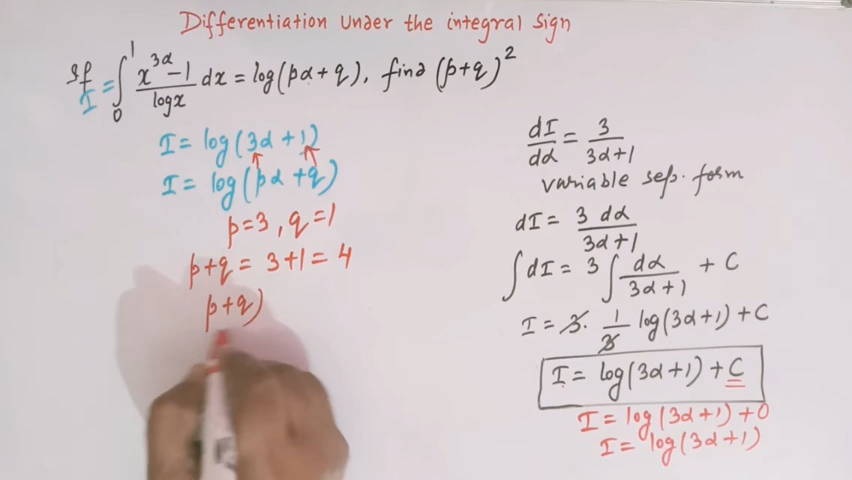 Differentiation under the integral sign
If I = ∫₀¹ (x^{3α} - 1)/(log x) dx = log(pα + q), find (p+q)²
I = log(3α + 1)
I = log(pα + q)
p = 3, q = 1
p+q = 3+1 = 4
p+q)
dI/dα = 3/(3α+1)
variable sep. form
dI = 3 dα/(3α+1)
∫dI = 3 ∫ dα/(3α+1) + C
I = 3 · 1/3 log(3α+1) + C
I = log(3α+1) + C
I = log(3α+1) + 0
I = log(3α+1)